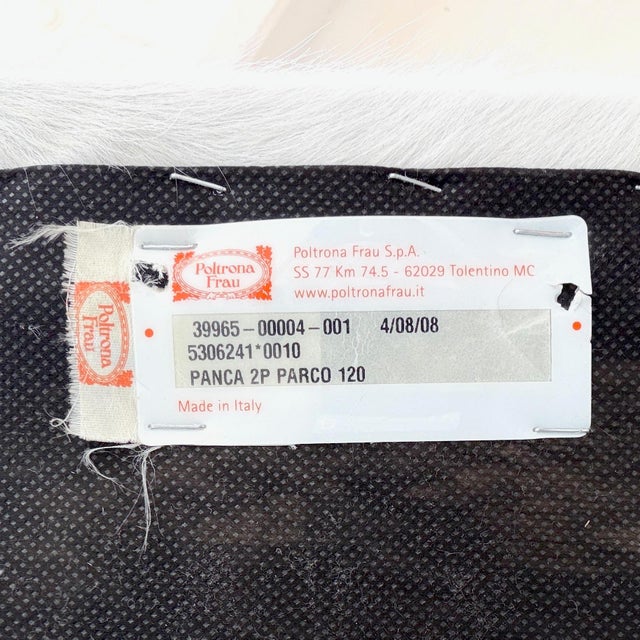 Poltrona
Frau
Poltrona Frau S.p.A.
SS 77 Km 74.5 - 62029 Tolentino MC
www.poltronafrau.it
39965-00004-001 4/08/08
5306241*0010
PANCA 2P PARCO 120
Made in Italy
Poltrona
Frau